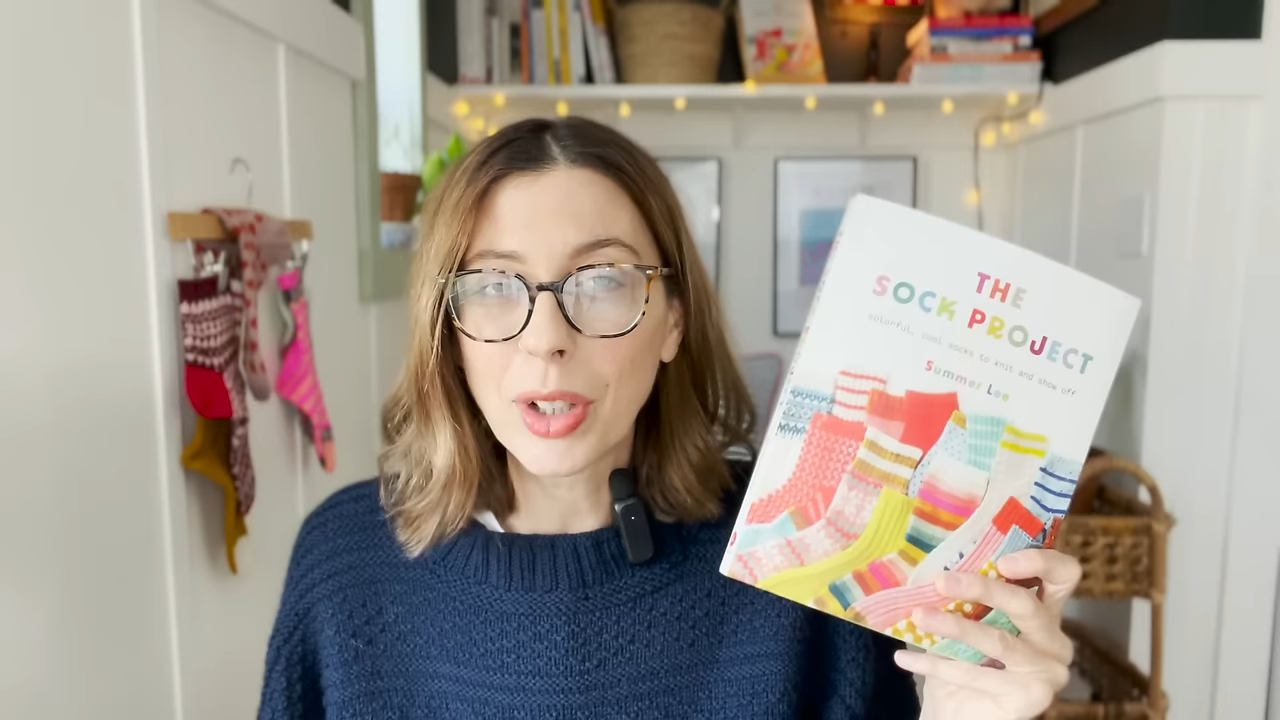 THE
SOCK PROJECT
colorful, cool socks to knit and show off
Summer Lee